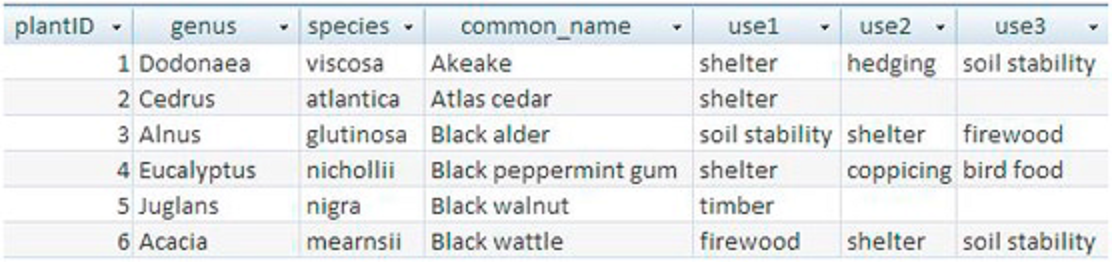 plantID genus species common_name use1 use2 use3
1 Dodonaea viscosa Akeake shelter hedging soil stability
2 Cedrus atlantica Atlas cedar shelter
3 Alnus glutinosa Black alder soil stability shelter firewood
4 Eucalyptus nichollii Black peppermint gum shelter coppicing bird food
5 Juglans nigra Black walnut timber
6 Acacia mearnsii Black wattle firewood shelter soil stability